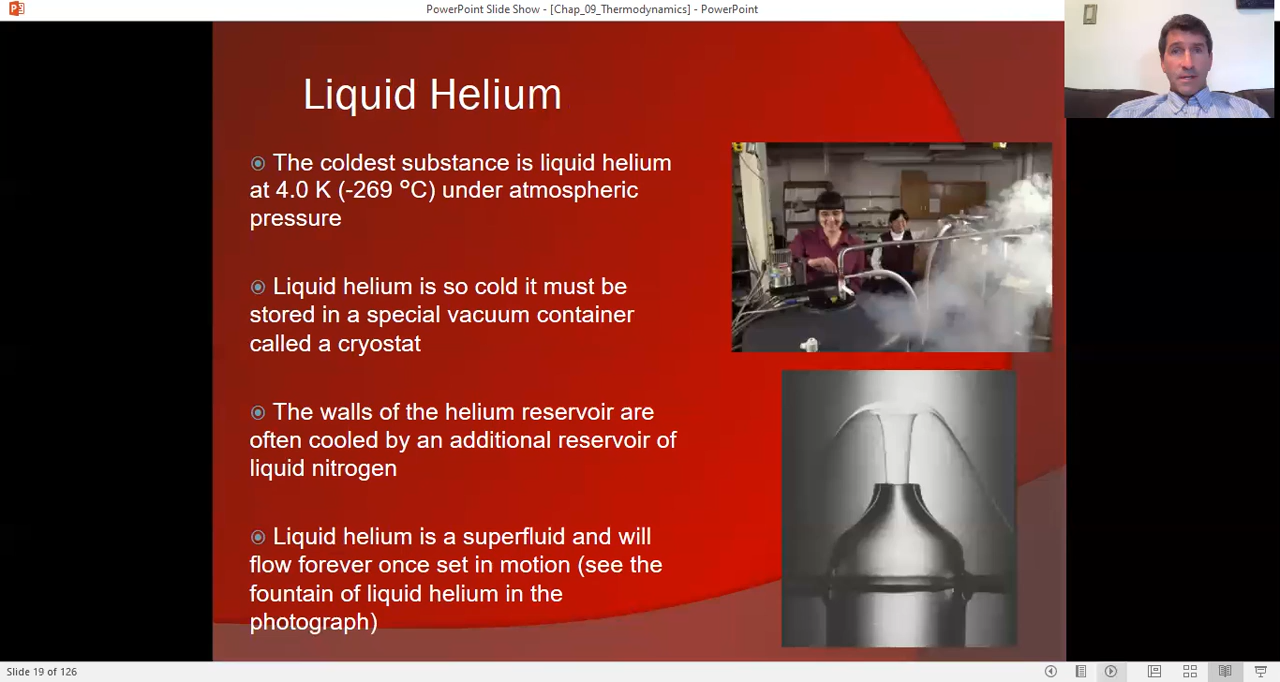 PowerPoint Slide Show - [Chap_09_Thermodynamics] - PowerPoint
Liquid Helium
The coldest substance is liquid helium
at 4.0 K (-269 °C) under atmospheric
pressure
Liquid helium is so cold it must be
stored in a special vacuum container
called a cryostat
The walls of the helium reservoir are
often cooled by an additional reservoir of
liquid nitrogen
Liquid helium is a superfluid and will
flow forever once set in motion (see the
fountain of liquid helium in the
photograph)
Slide 19 of 126